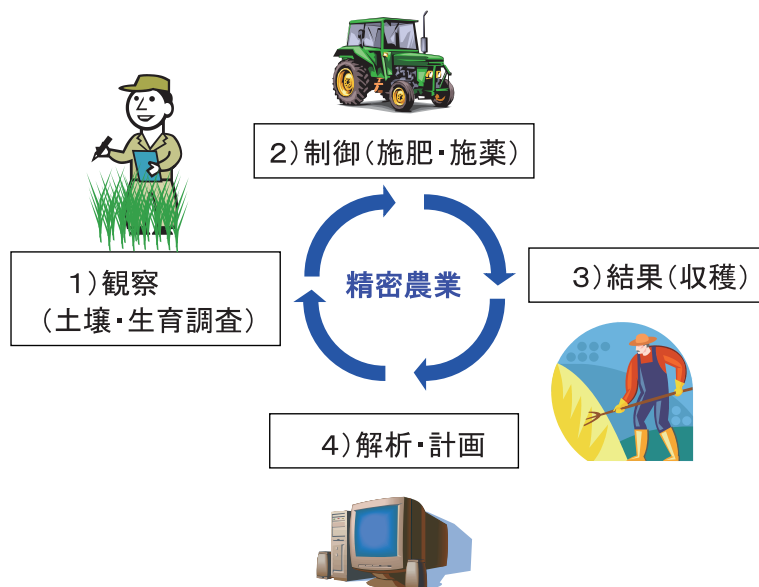 2)制御(施肥・施薬)
1)観察
(土壌・生育調査)
精密農業
3)結果(収穫)
4)解析・計画